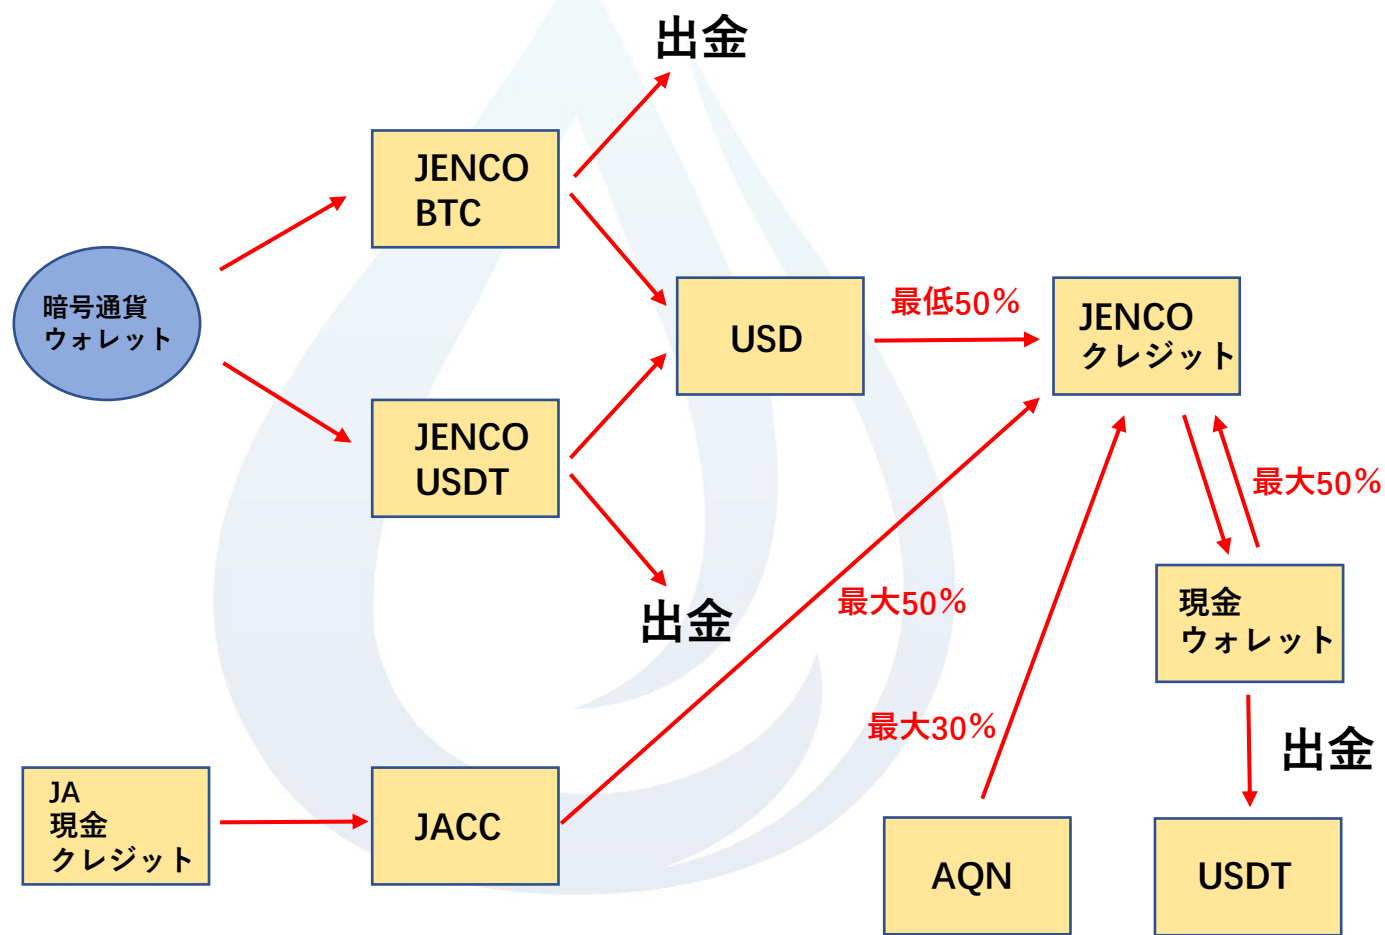 出金
JENCO
BTC
暗号通貨
ウォレット
USD
最低50%
JENCO
クレジット
JENCO
USDT
最大50%
出金
最大50%
現金
ウォレット
最大30%
出金
JA
現金
クレジット
JACC
AQN
USDT